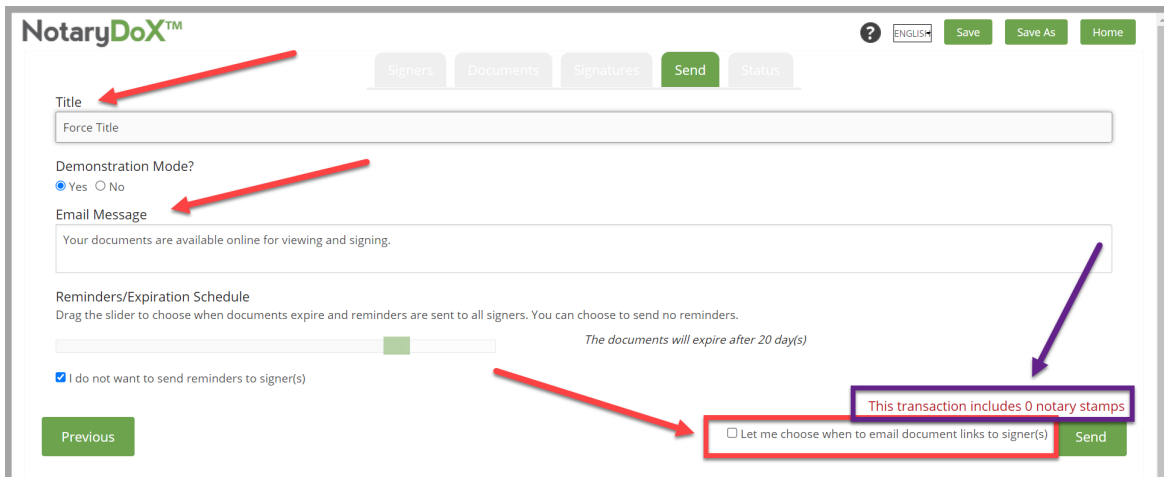 NotaryDoX™
ENGLISH
Save
Save As
Home
Signers
Documents
Signatures
Send
Status
Title
Force Title
Demonstration Mode?
Yes
No
Email Message
Your documents are available online for viewing and signing.
Reminders/Expiration Schedule
Drag the slider to choose when documents expire and reminders are sent to all signers. You can choose to send no reminders.
The documents will expire after 20 day(s)
I do not want to send reminders to signer(s)
This transaction includes 0 notary stamps
Previous
Let me choose when to email document links to signer(s)
Send